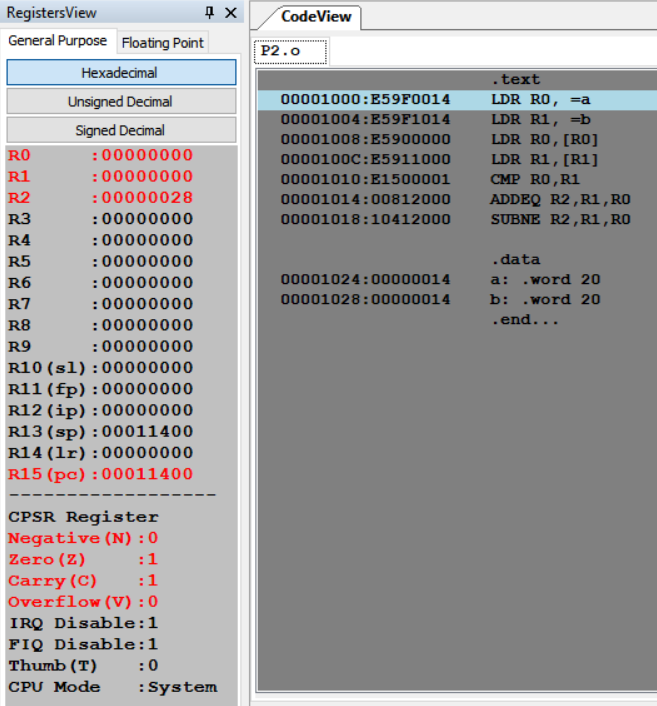 RegistersView
General Purpose Floating Point
Hexadecimal
Unsigned Decimal
Signed Decimal
R0 :00000000
R1 :00000000
R2 :00000028
R3 :00000000
R4 :00000000
R5 :00000000
R6 :00000000
R7 :00000000
R8 :00000000
R9 :00000000
R10(sl):00000000
R11(fp):00000000
R12(ip):00000000
R13(sp):00011400
R14(lr):00000000
R15(pc):00011400
-------------------
CPSR Register
Negative(N):0
Zero(Z) :1
Carry(C) :1
Overflow(V):0
IRQ Disable:1
FIQ Disable:1
Thumb(T) :0
CPU Mode :System
CodeView
P2.o
.text
00001000:E59F0014 LDR R0, =a
00001004:E59F1014 LDR R1, =b
00001008:E5900000 LDR R0,[R0]
0000100C:E5911000 LDR R1,[R1]
00001010:E1500001 CMP R0,R1
00001014:00812000 ADDEQ R2,R1,R0
00001018:10412000 SUBNE R2,R1,R0
.data
00001024:00000014 a: .word 20
00001028:00000014 b: .word 20
.end...